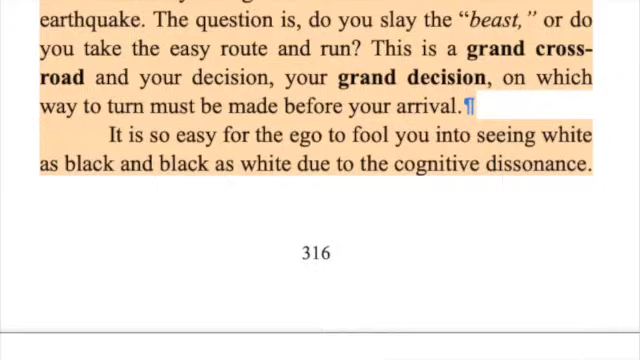 earthquake. The question is, do you slay the “beast,” or do
you take the easy route and run? This is a grand cross-
road and your decision, your grand decision, on which
way to turn must be made before your arrival.¶
It is so easy for the ego to fool you into seeing white
as black and black as white due to the cognitive dissonance.
316